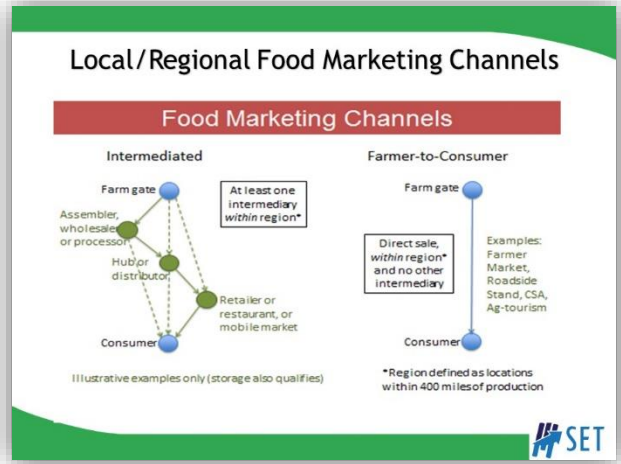 Local/Regional Food Marketing Channels
Food Marketing Channels
Intermediated
Farm gate
At least one
intermediary
within region*
Assembler,
wholesaler
or processor
Hub or
distributor
Retailer or
restaurant, or
mobile market
Consumer
Illustrative examples only (storage also qualifies)
Farmer-to-Consumer
Farm gate
Direct sale,
within region*
and no other
intermediary
Examples:
Farmer
Market,
Roadside
Stand, CSA,
Ag-tourism
Consumer
*Region defined as locations
within 400 miles of production
SET